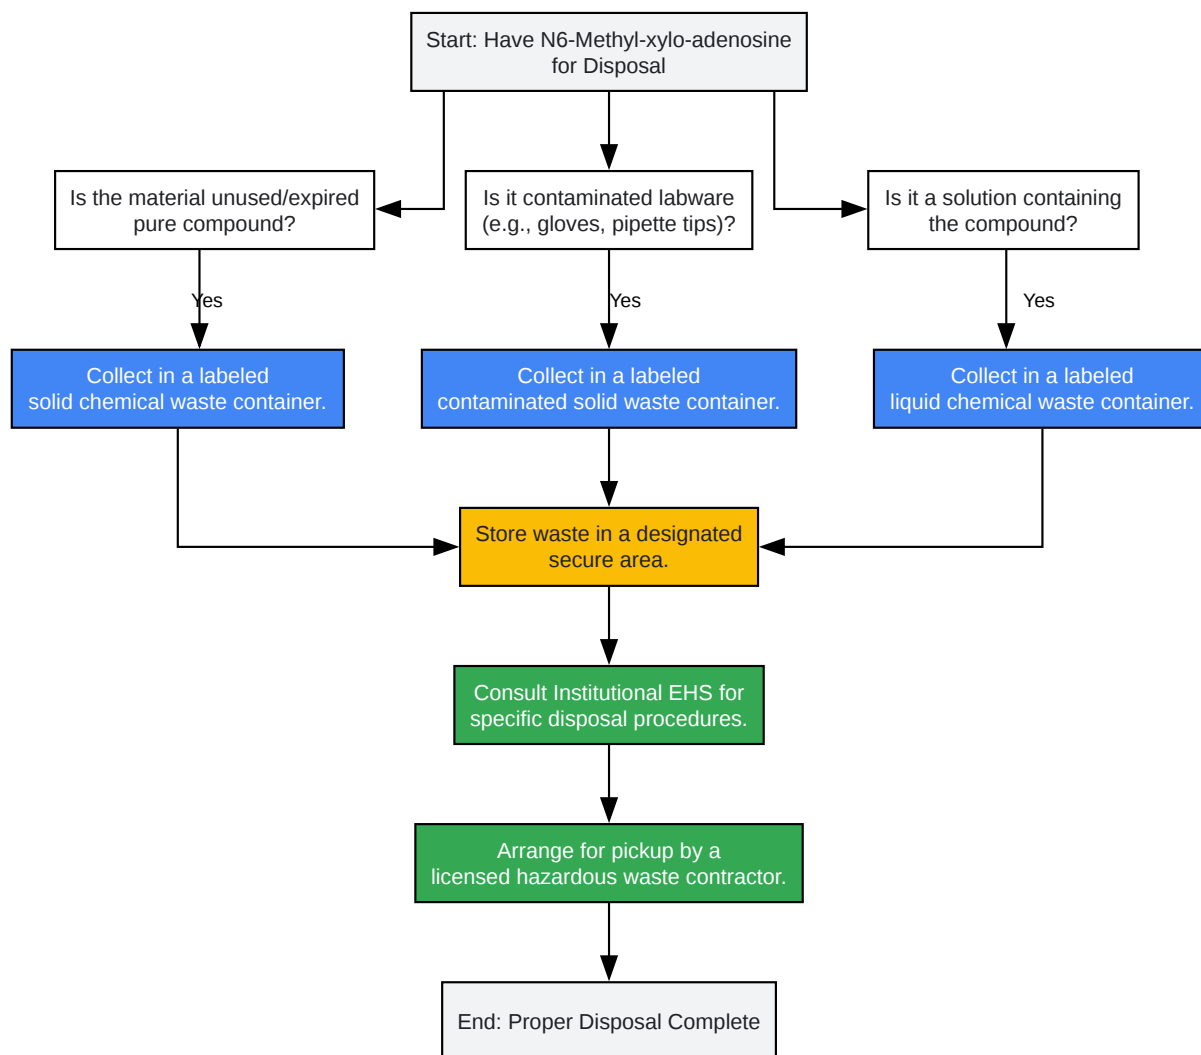 Start: Have N6-Methyl-xylo-adenosine
for Disposal
Is the material unused/expired
pure compound?
Is it contaminated labware
(e.g., gloves, pipette tips)?
Is it a solution containing
the compound?
Yes
Yes
Yes
Collect in a labeled
solid chemical waste container.
Collect in a labeled
contaminated solid waste container.
Collect in a labeled
liquid chemical waste container.
Store waste in a designated
secure area.
Consult Institutional EHS for
specific disposal procedures.
Arrange for pickup by a
licensed hazardous waste contractor.
End: Proper Disposal Complete